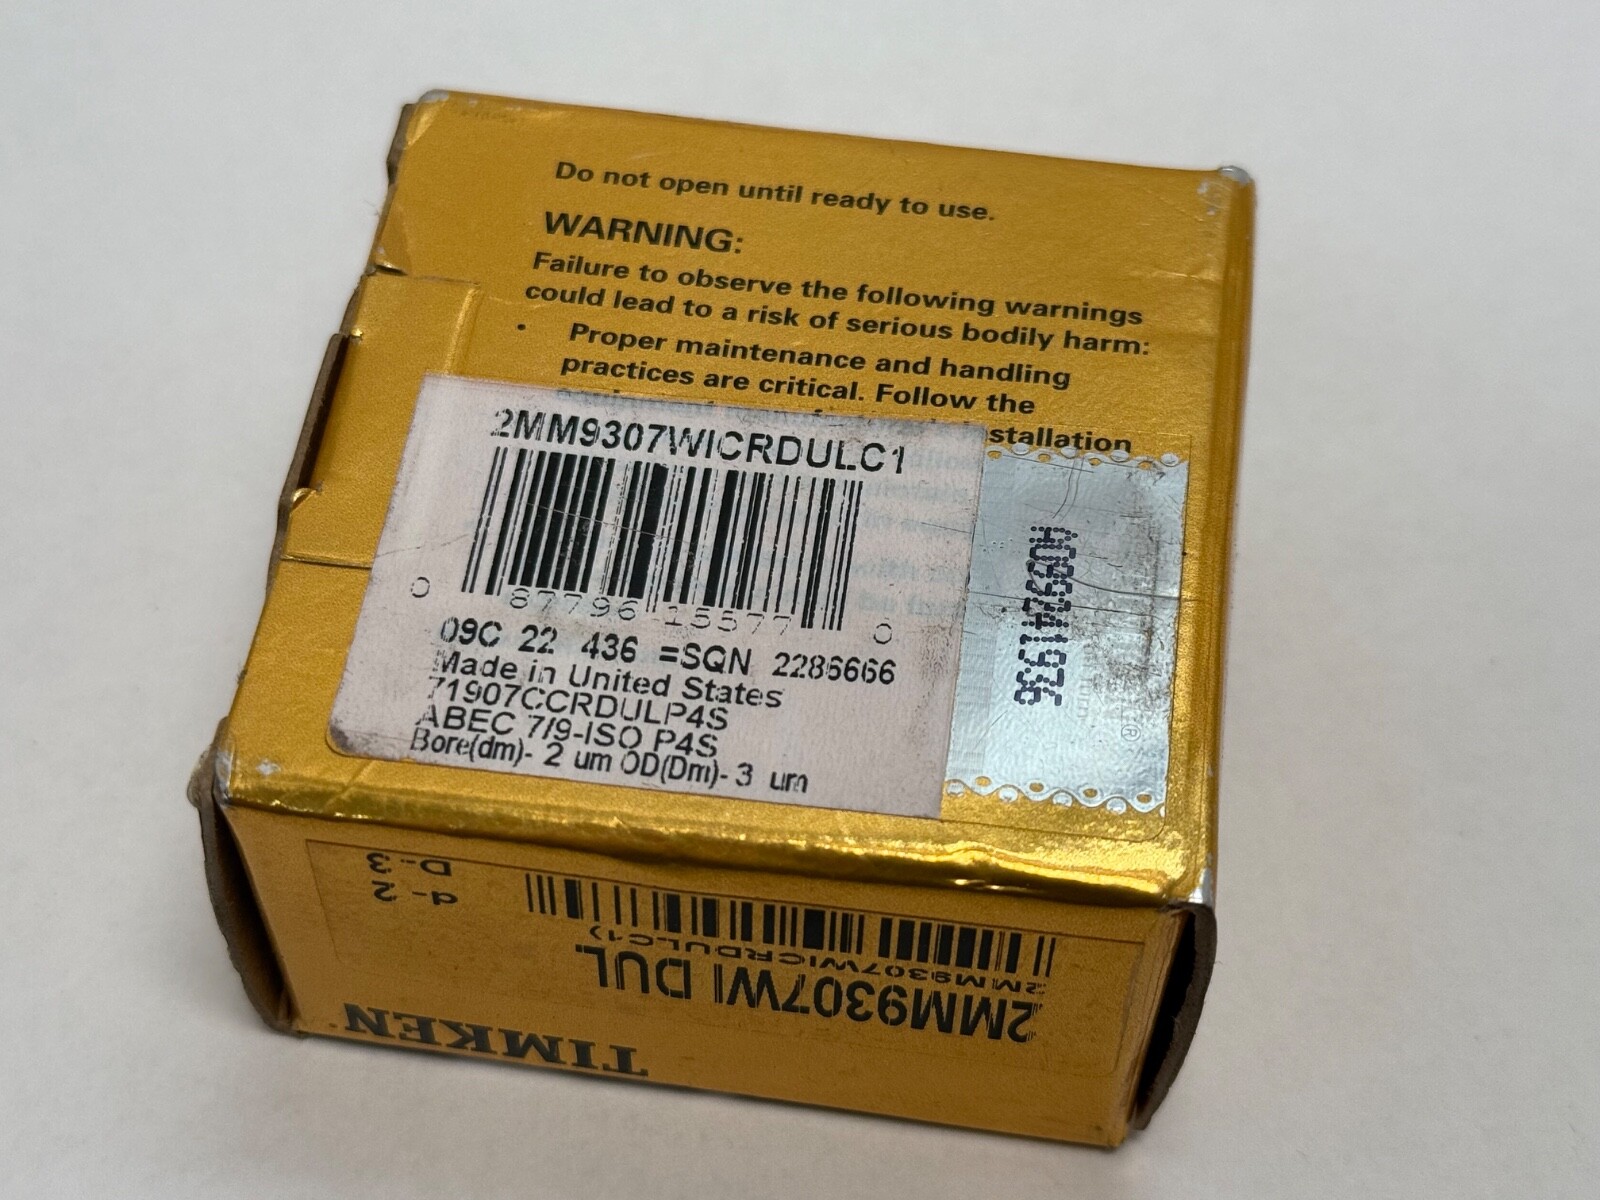 Do not open until ready to use.
WARNING:
Failure to observe the following warnings
could lead to a risk of serious bodily harm:
• Proper maintenance and handling
practices are critical. Follow the
stallation
2MM9307WICRDULC1
0 87796 15577 0
09C 22 436 =SQN 2286666
Made in United States
71907CCRDULP4S
ABEC 7/9-ISO P4S
Bore(dm)- 2 um OD(Dm)- 3 um
TIMKEN
2MM9307WI DUL
2MM9307WICRDULC1)
d-2
D-3